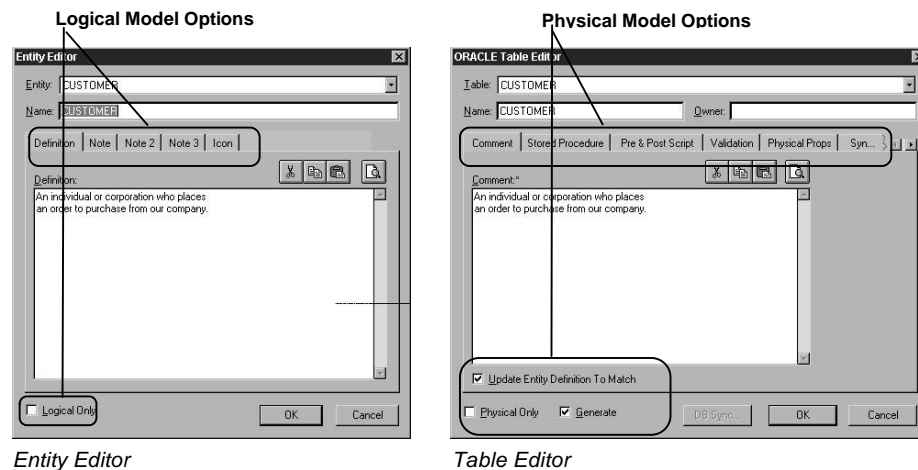 Logical Model Options
Physical Model Options
Entity Editor
Entity: CUSTOMER
Name: CUSTOMER
Definition Note Note 2 Note 3 Icon
Definition:
An individual or corporation who places
an order to purchase from our company.
Logical Only
OK Cancel
Entity Editor
ORACLE Table Editor
Table: CUSTOMER
Name: CUSTOMER Owner:
Comment Stored Procedure Pre & Post Script Validation Physical Props Syn...
Comment:*
An individual or corporation who places
an order to purchase from our company.
Update Entity Definition To Match
Physical Only Generate
DB Sync... OK Cancel
Table Editor